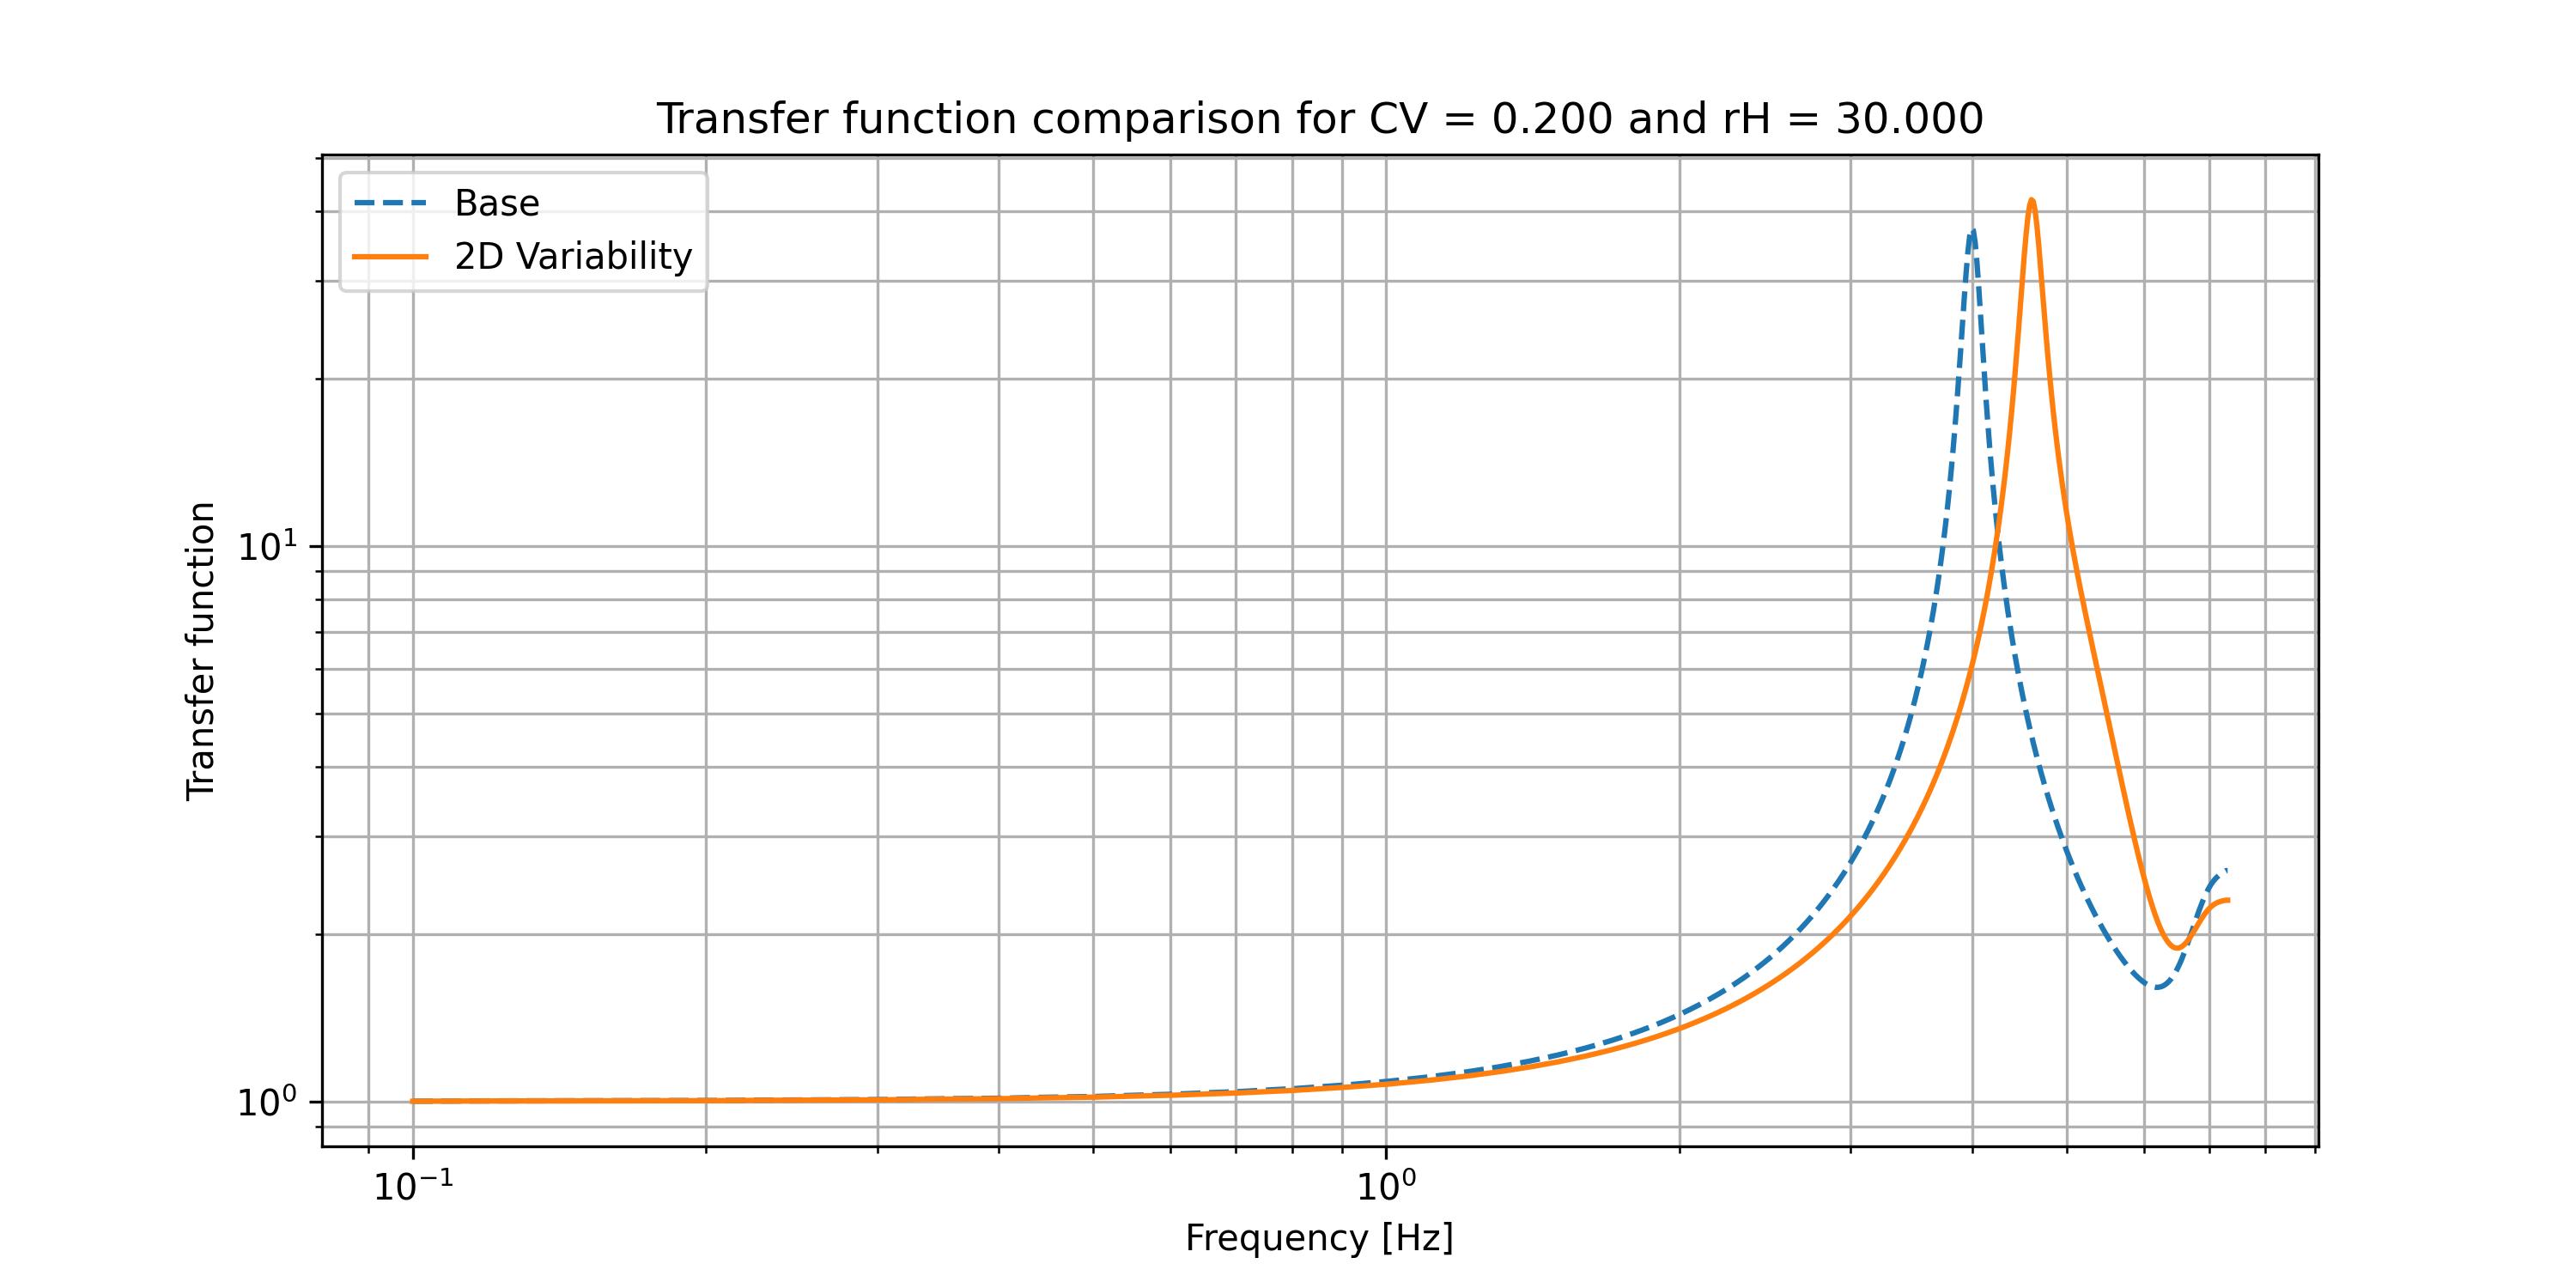 Transfer function comparison for CV = 0.200 and rH = 30.000
Base
2D Variability
Transfer function
10¹
10⁰
10⁻¹
10⁰
Frequency [Hz]